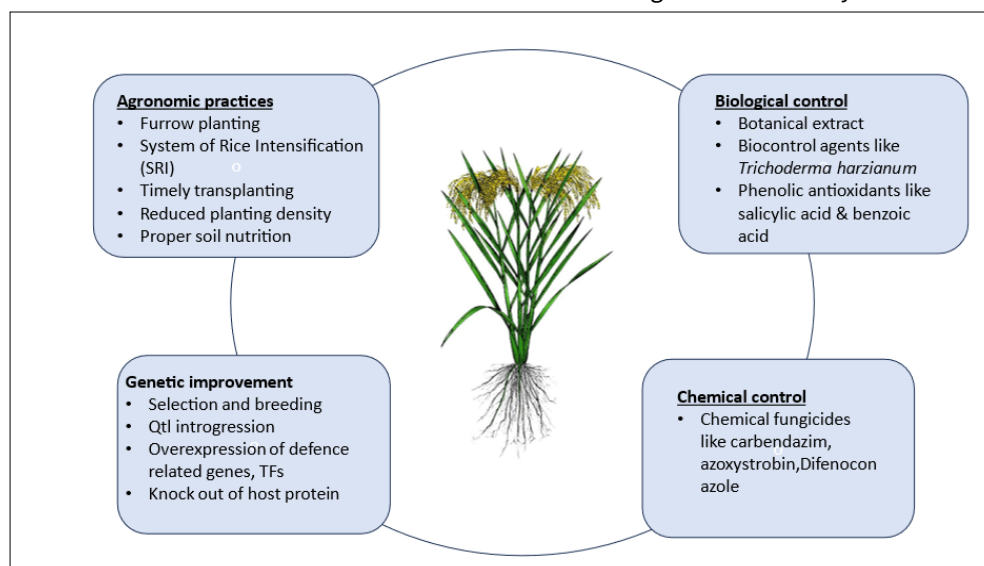 Agronomic practices
• Furrow planting
• System of Rice Intensification
(SRI)
• Timely transplanting
• Reduced planting density
• Proper soil nutrition
Biological control
• Botanical extract
• Biocontrol agents like
Trichoderma harzianum
• Phenolic antioxidants like
salicylic acid & benzoic
acid
Genetic improvement
• Selection and breeding
• Qtl introgression
• Overexpression of defence
related genes, TFs
• Knock out of host protein
Chemical control
• Chemical fungicides
like carbendazim,
azoxystrobin,Difenocon
azole